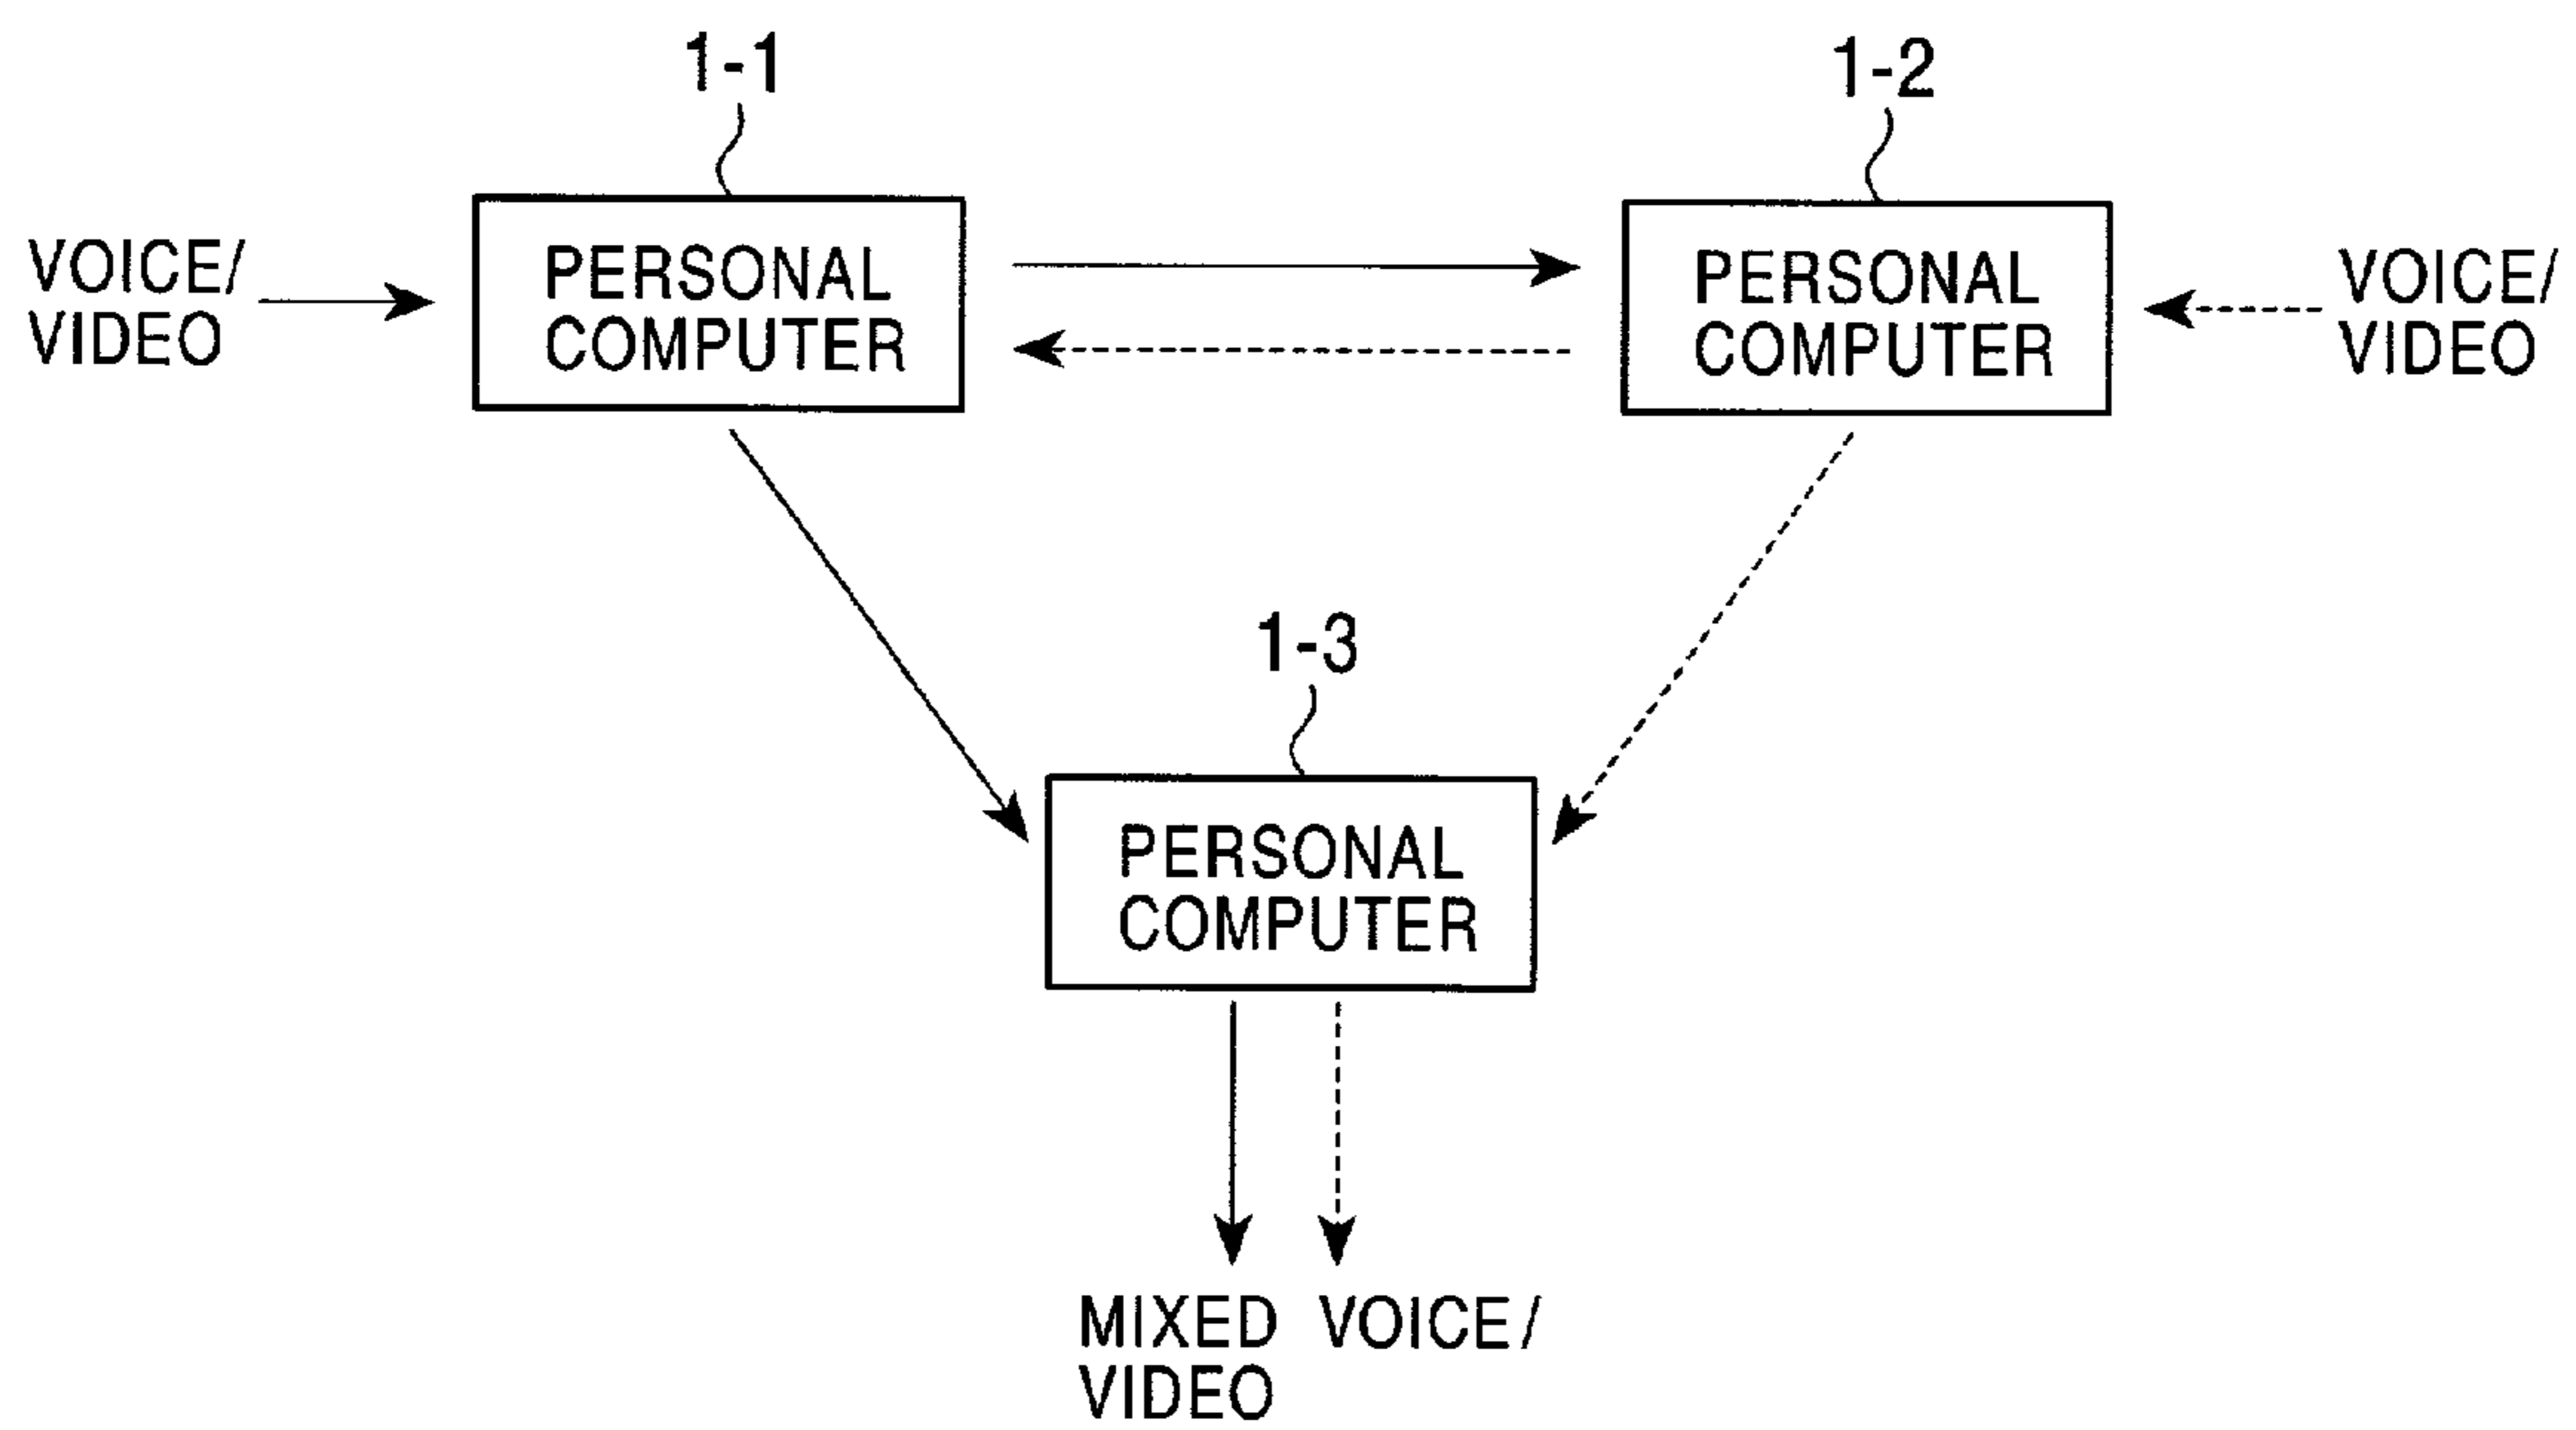 1-1
1-2
VOICE/
VIDEO
PERSONAL
COMPUTER
PERSONAL
COMPUTER
VOICE/
VIDEO
1-3
PERSONAL
COMPUTER
MIXED VOICE/
VIDEO